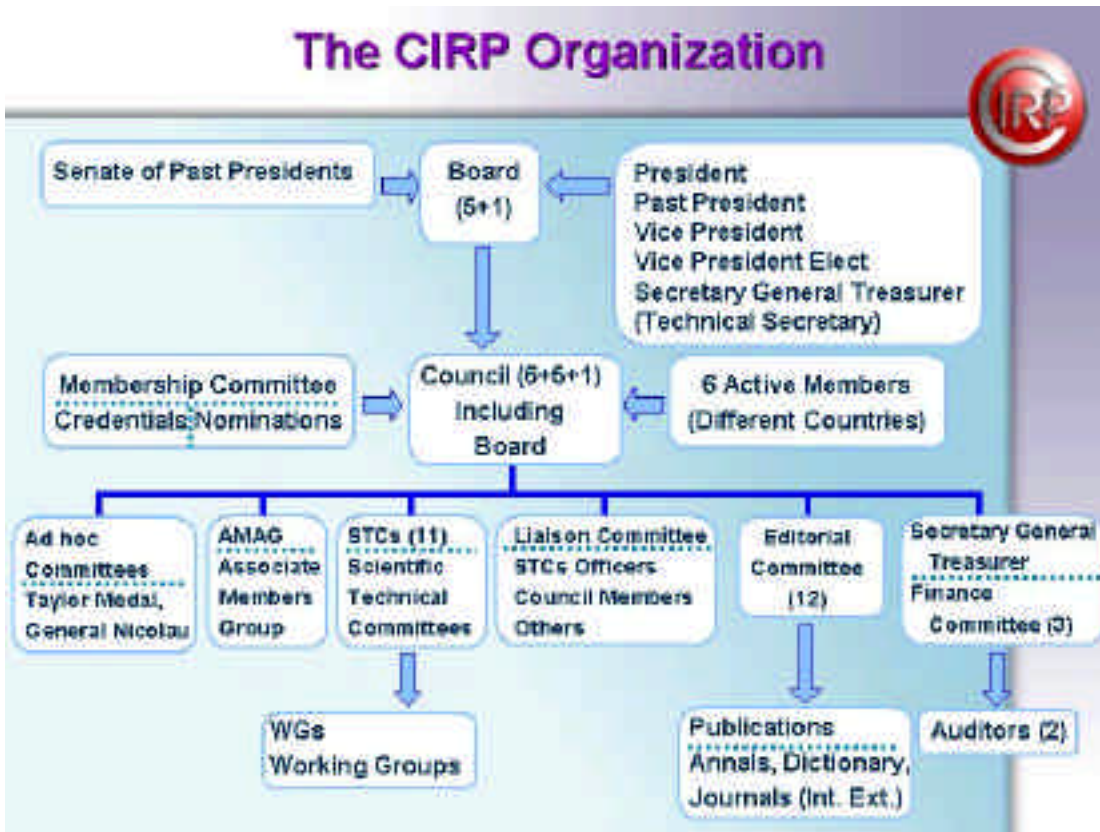 The CIRP Organization
CIRP
Senate of Past Presidents
Board
(5+1)
President
Past President
Vice President
Vice President Elect
Secretary General Treasurer
(Technical Secretary)
Membership Committee
Credentials Nominations
Council (6+6+1)
Including
Board
6 Active Members
(Different Countries)
Ad hoc
Committees
Taylor Medal,
General Nicolau
AMAG
Associate
Members
Group
STCs (11)
Scientific
Technical
Committees
Liaison Committee
STCs Officers
Council Members
Others
Editorial
Committee
(12)
Secretary General
Treasurer
Finance
Committee (3)
WGs
Working Groups
Publications
Annals, Dictionary,
Journals (Int. Ext.)
Auditors (2)